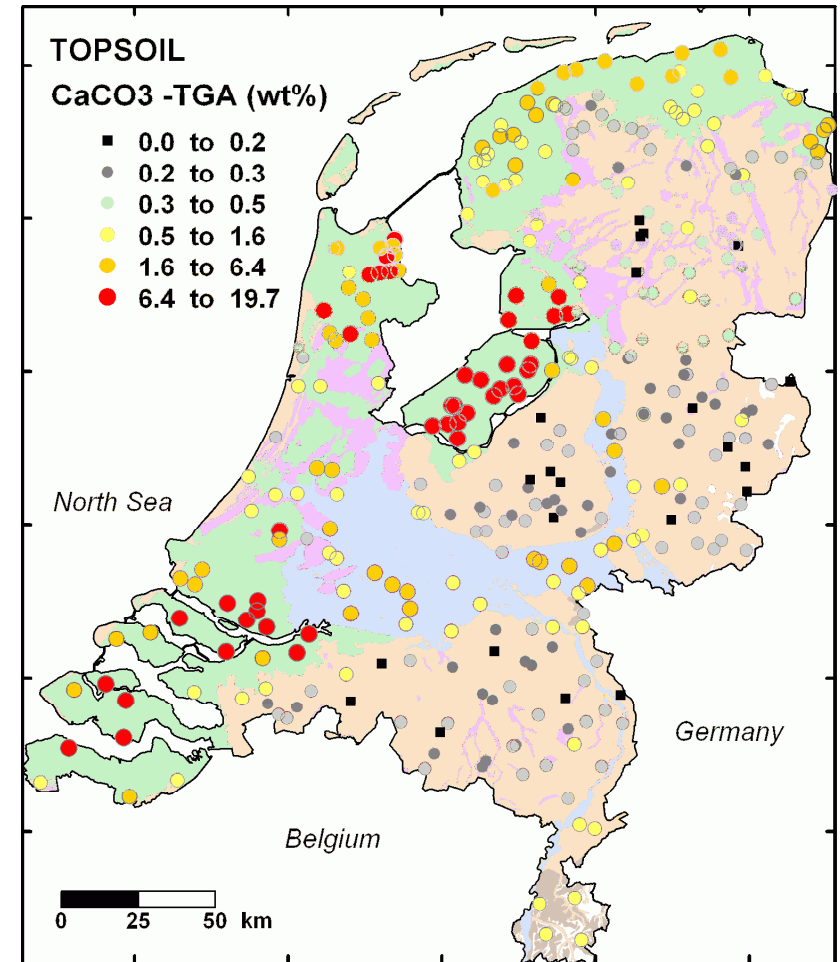 TOPSOIL
CaCO3 -TGA (wt%)
0.0 to 0.2
0.2 to 0.3
0.3 to 0.5
0.5 to 1.6
1.6 to 6.4
6.4 to 19.7
North Sea
Germany
Belgium
0 25 50 km